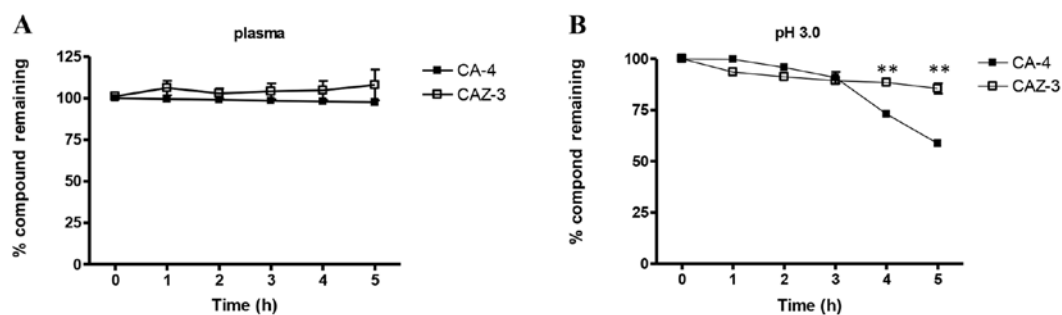 A
plasma
% compound remaining
125
100
75
50
25
0
0 1 2 3 4 5
Time (h)
CA-4
CAZ-3
B
pH 3.0
% compond remaining
100
75
50
25
0
** **
0 1 2 3 4 5
Time (h)
CA-4
CAZ-3